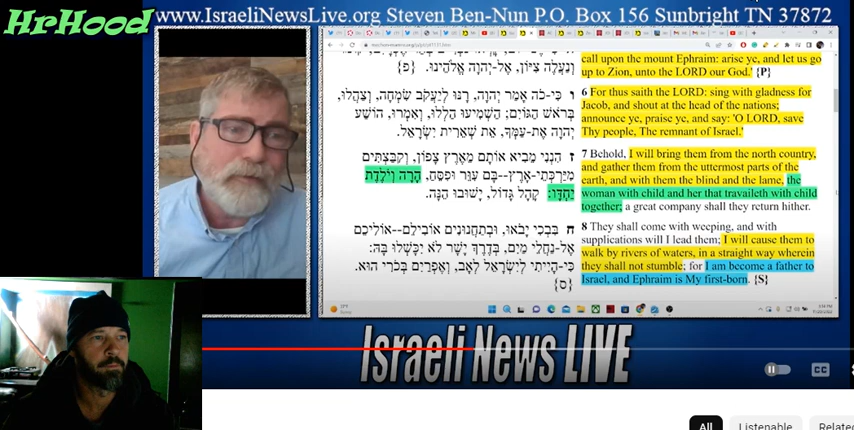 HrHood
www.IsraeliNewsLive.org Steven Ben-Nun P.O. Box 156 Sunbright TN 37872
וְנַעֲלֶה צִיּוֹן, אֶל-יְהוָה אֱלֹהֵינוּ. {פ}
ו כִּי-כֹה אָמַר יְהוָה, רָנּוּ לְיַעֲקֹב שִׂמְחָה, וְצַהֲלוּ,
בְּרֹאשׁ הַגּוֹיִם; הַשְׁמִיעוּ הַלְלוּ, וְאִמְרוּ, הוֹשַׁע
יְהוָה אֶת-עַמְּךָ, אֵת שְׁאֵרִית יִשְׂרָאֵל.
ז הִנְנִי מֵבִיא אוֹתָם מֵאֶרֶץ צָפוֹן, וְקִבַּצְתִּים
מִיַּרְכְּתֵי-אָרֶץ--בָּם עִוֵּר וּפִסֵּחַ, הָרָה וְיֹלֶדֶת
יַחְדָּו: קָהָל גָּדוֹל, יָשׁוּבוּ הֵנָּה.
ח בִּבְכִי יָבֹאוּ, וּבְתַחֲנוּנִים אוֹבִילֵם--אוֹלִיכֵם
אֶל-נַחֲלֵי מַיִם, בְּדֶרֶךְ יָשָׁר לֹא יִכָּשְׁלוּ בָּהּ:
כִּי-הָיִיתִי לְיִשְׂרָאֵל לְאָב, וְאֶפְרַיִם בְּכֹרִי הוּא.
{ס}
call upon the mount Ephraim: arise ye, and let us go
up to Zion, unto the LORD our God.' {P}
6 For thus saith the LORD: sing with gladness for
Jacob, and shout at the head of the nations;
announce ye, praise ye, and say: 'O LORD, save
Thy people, The remnant of Israel.'
7 Behold, I will bring them from the north country,
and gather them from the uttermost parts of the
earth, and with them the blind and the lame, the
woman with child and her that travaileth with child
together; a great company shall they return hither.
8 They shall come with weeping, and with
supplications will I lead them; I will cause them to
walk by rivers of waters, in a straight way wherein
they shall not stumble; for I am become a father to
Israel, and Ephraim is My first-born. {S}
Israeli News LIVE
CC
All
Listenable
Relate